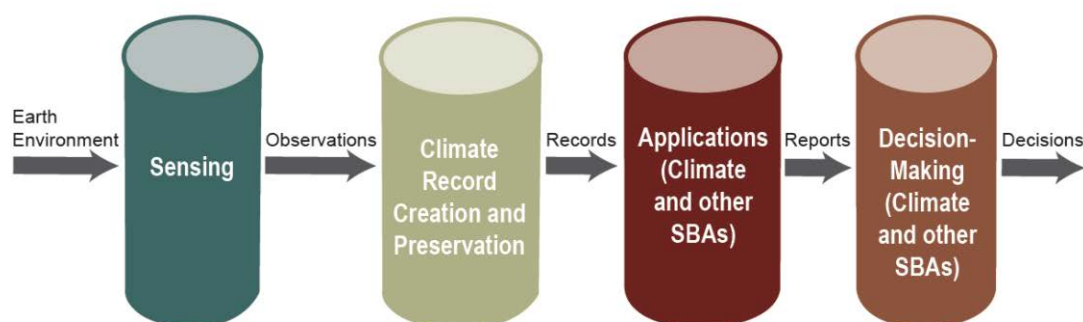 Earth
Environment
Sensing
Observations
Climate
Record
Creation and
Preservation
Records
Applications
(Climate
and other
SBAs)
Reports
Decision-
Making
(Climate
and other
SBAs)
Decisions